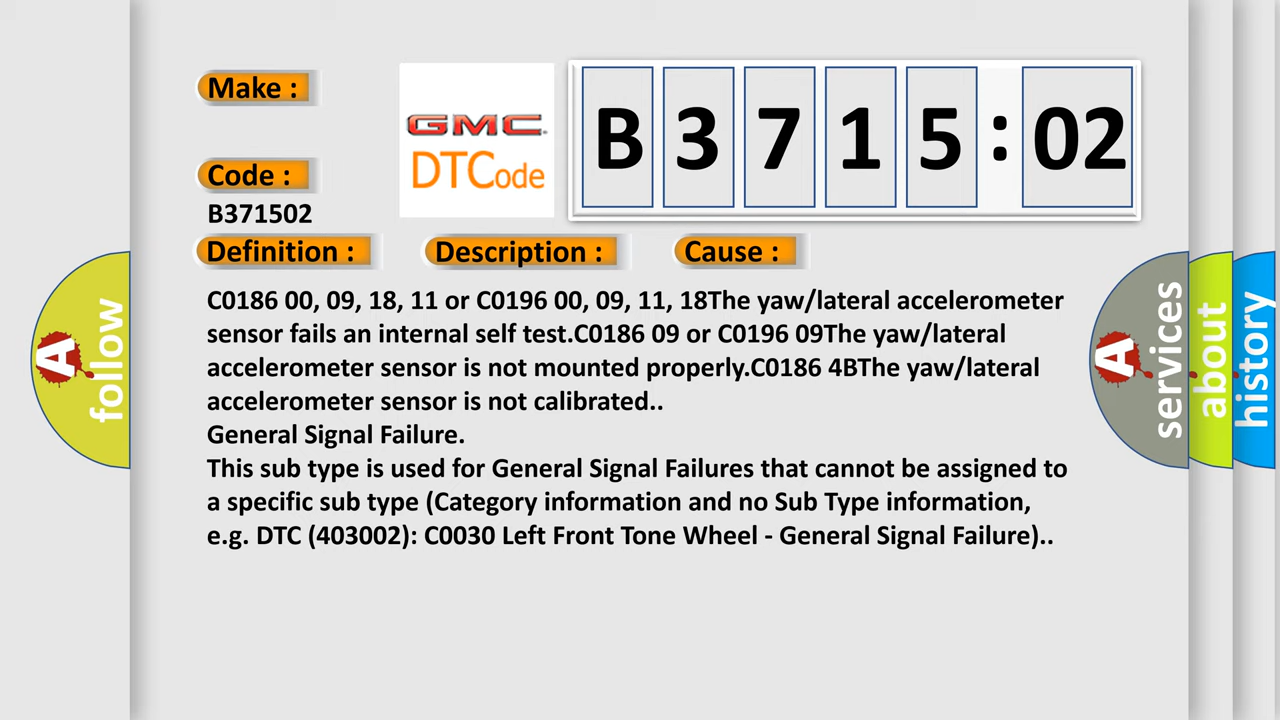 Make :
GMC
DTCode
B 3 7 1 5 : 02
Code :
B371502
Definition :
Description :
Cause :
C0186 00, 09, 18, 11 or C0196 00, 09, 11, 18The yaw/lateral accelerometer
sensor fails an internal self test.C0186 09 or C0196 09The yaw/lateral
accelerometer sensor is not mounted properly.C0186 4BThe yaw/lateral
accelerometer sensor is not calibrated..
General Signal Failure.
This sub type is used for General Signal Failures that cannot be assigned to
a specific sub type (Category information and no Sub Type information,
e.g. DTC (403002): C0030 Left Front Tone Wheel - General Signal Failure)..
A
follow
A
services
about
history